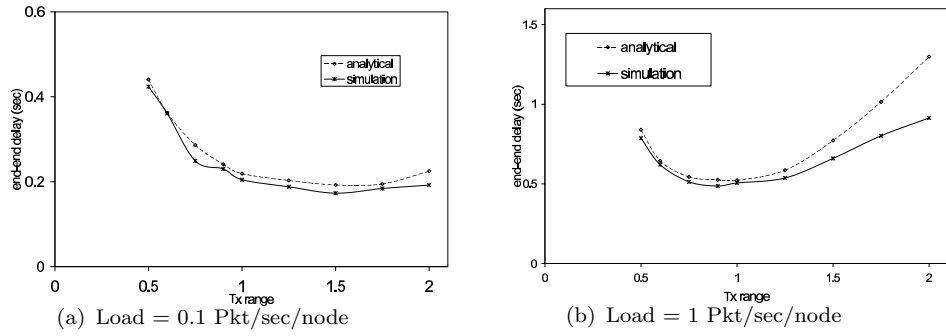 0.6
0.4
0.2
0
end-end delay (sec)
analytical
simulation
0 0.5 1 1.5 2
Tx range
(a) Load = 0.1 Pkt/sec/node
1.5
1
0.5
0
end-end delay (sec)
analytical
simulation
0 0.5 1 1.5 2
Tx range
(b) Load = 1 Pkt/sec/node